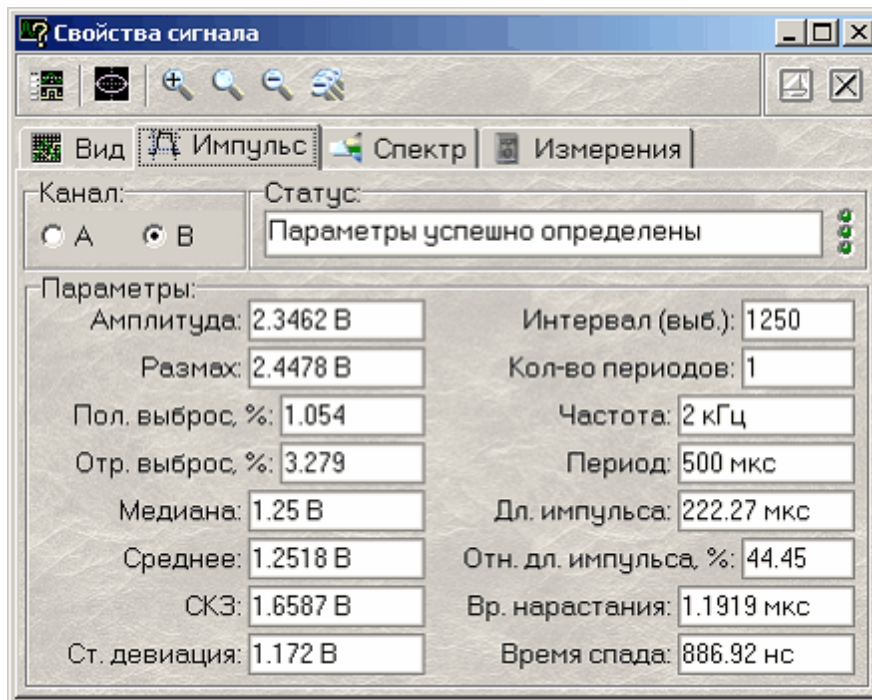 Свойства сигнала
Вид Импульс Спектр Измерения
Канал: Статус:
A B Параметры успешно определены
Параметры:
Амплитуда: 2.3462 В Интервал (выб.): 1250
Размах: 2.4478 В Кол-во периодов: 1
Пол. выброс, %: 1.054 Частота: 2 кГц
Отр. выброс, %: 3.279 Период: 500 мкс
Медиана: 1.25 В Дл. импульса: 222.27 мкс
Среднее: 1.2518 В Отн. дл. импульса, %: 44.45
СКЗ: 1.6587 В Вр. нарастания: 1.1919 мкс
Ст. девиация: 1.172 В Время спада: 886.92 нс